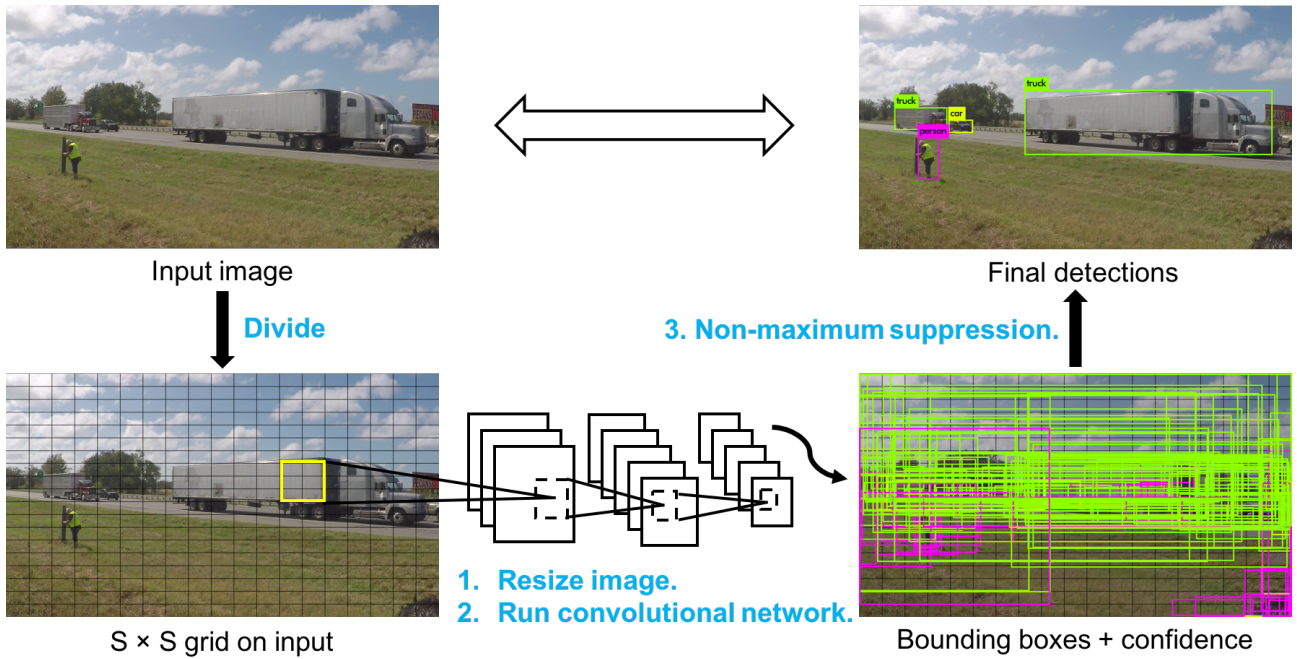 truck
truck
car
person
Input image
Final detections
Divide
3. Non-maximum suppression.
1. Resize image.
2. Run convolutional network.
S × S grid on input
Bounding boxes + confidence